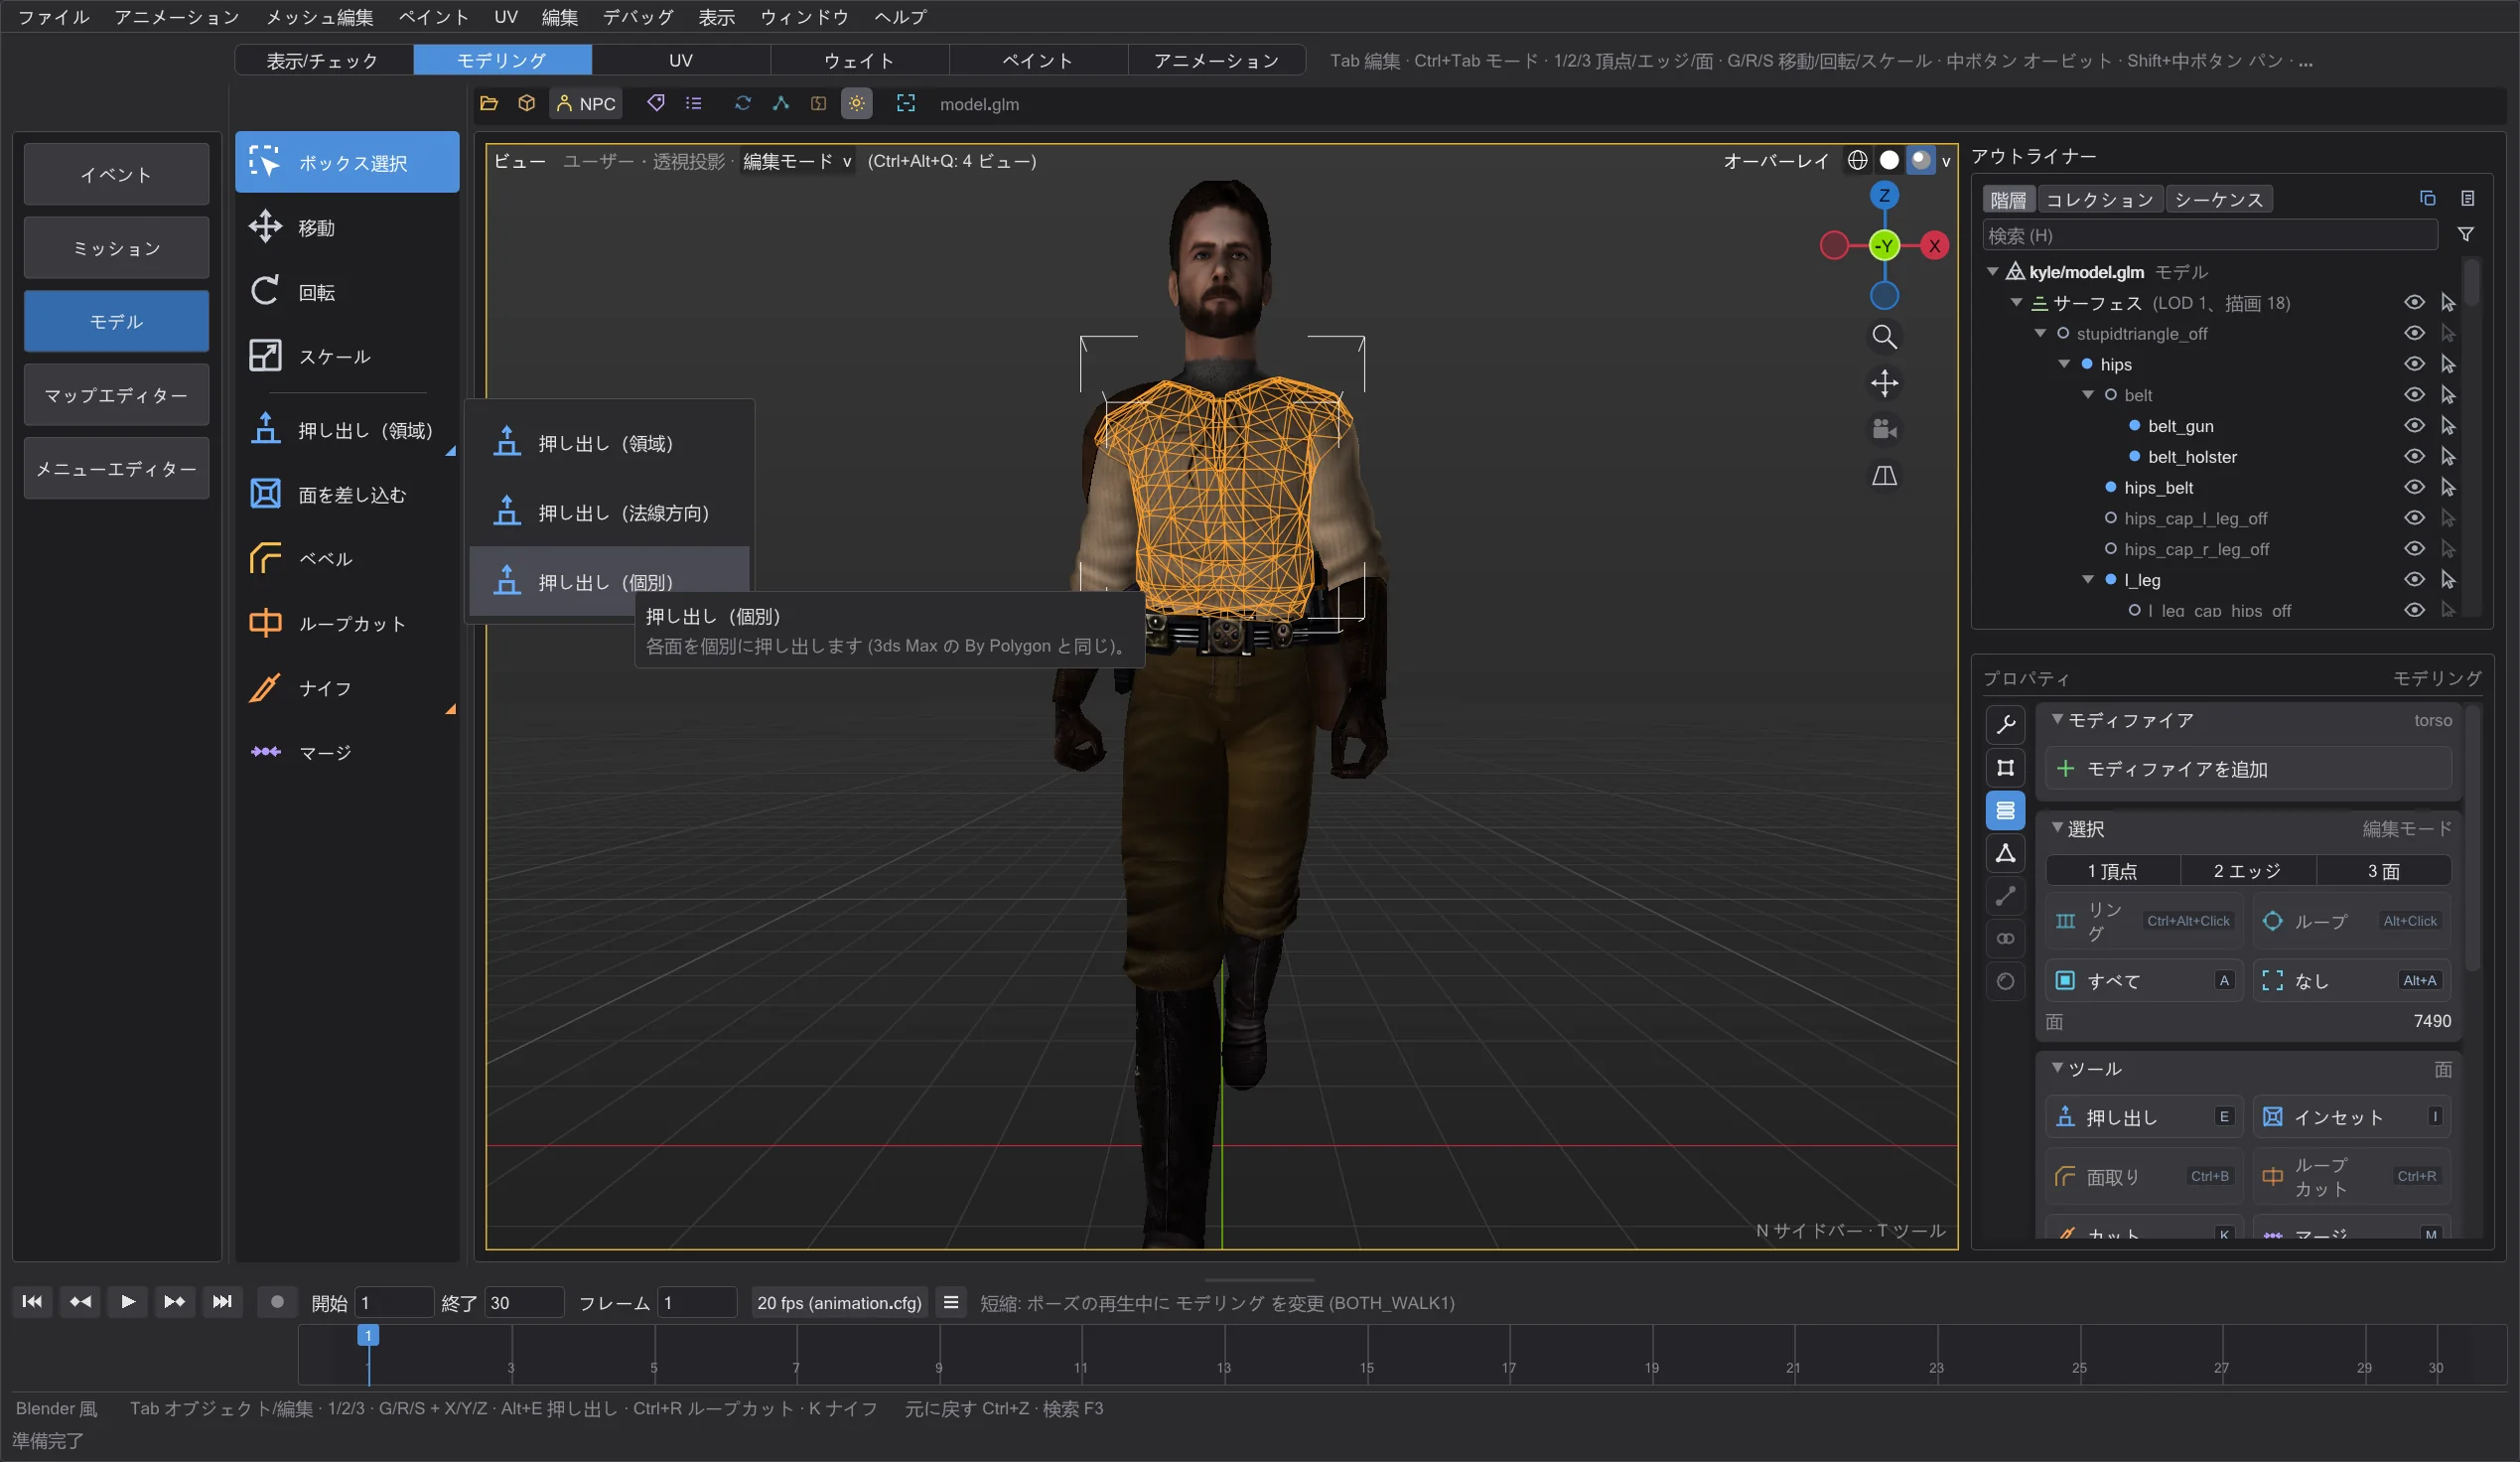 ファイル アニメーション メッシュ編集 ペイント UV 編集 デバッグ 表示 ウィンドウ ヘルプ
表示/チェック モデリング UV ウェイト ペイント アニメーション Tab 編集 · Ctrl+Tab モード · 1/2/3 頂点/エッジ/面 · G/R/S 移動/回転/スケール · 中ボタン オービット · Shift+中ボタン パン · ...
NPC model.glm
イベント
ミッション
モデル
マップエディター
メニューエディター
ボックス選択
移動
回転
スケール
押し出し（領域）
面を差し込む
ベベル
ループカット
ナイフ
マージ
ビュー ユーザー・透視投影 · 編集モード v (Ctrl+Alt+Q: 4 ビュー)
オーバーレイ v
Z
-Y X
押し出し（領域）
押し出し（法線方向）
押し出し（個別）
押し出し（個別）
各面を個別に押し出します (3ds Max の By Polygon と同じ)。
N サイドバー · T ツール
アウトライナー
階層 コレクション シーケンス
検索 (H)
kyle/model.glm モデル
サーフェス (LOD 1、描画 18)
stupidtriangle_off
hips
belt
belt_gun
belt_holster
hips_belt
hips_cap_l_leg_off
hips_cap_r_leg_off
l_leg
l_leg_cap_hips_off
プロパティ モデリング
モディファイア torso
モディファイアを追加
選択 編集モード
1 頂点 2 エッジ 3 面
リング Ctrl+Alt+Click ループ Alt+Click
すべて A なし Alt+A
面 7490
ツール 面
押し出し E インセット I
面取り Ctrl+B ループカット Ctrl+R
カット K マージ M
開始 1 終了 30 フレーム 1 20 fps (animation.cfg) 短縮: ポーズの再生中に モデリング を変更 (BOTH_WALK1)
1
1 3 5 7 9 11 13 15 17 19 21 23 25 27 29 30
Blender 風 Tab オブジェクト/編集 · 1/2/3 · G/R/S + X/Y/Z · Alt+E 押し出し · Ctrl+R ループカット · K ナイフ 元に戻す Ctrl+Z · 検索 F3
準備完了